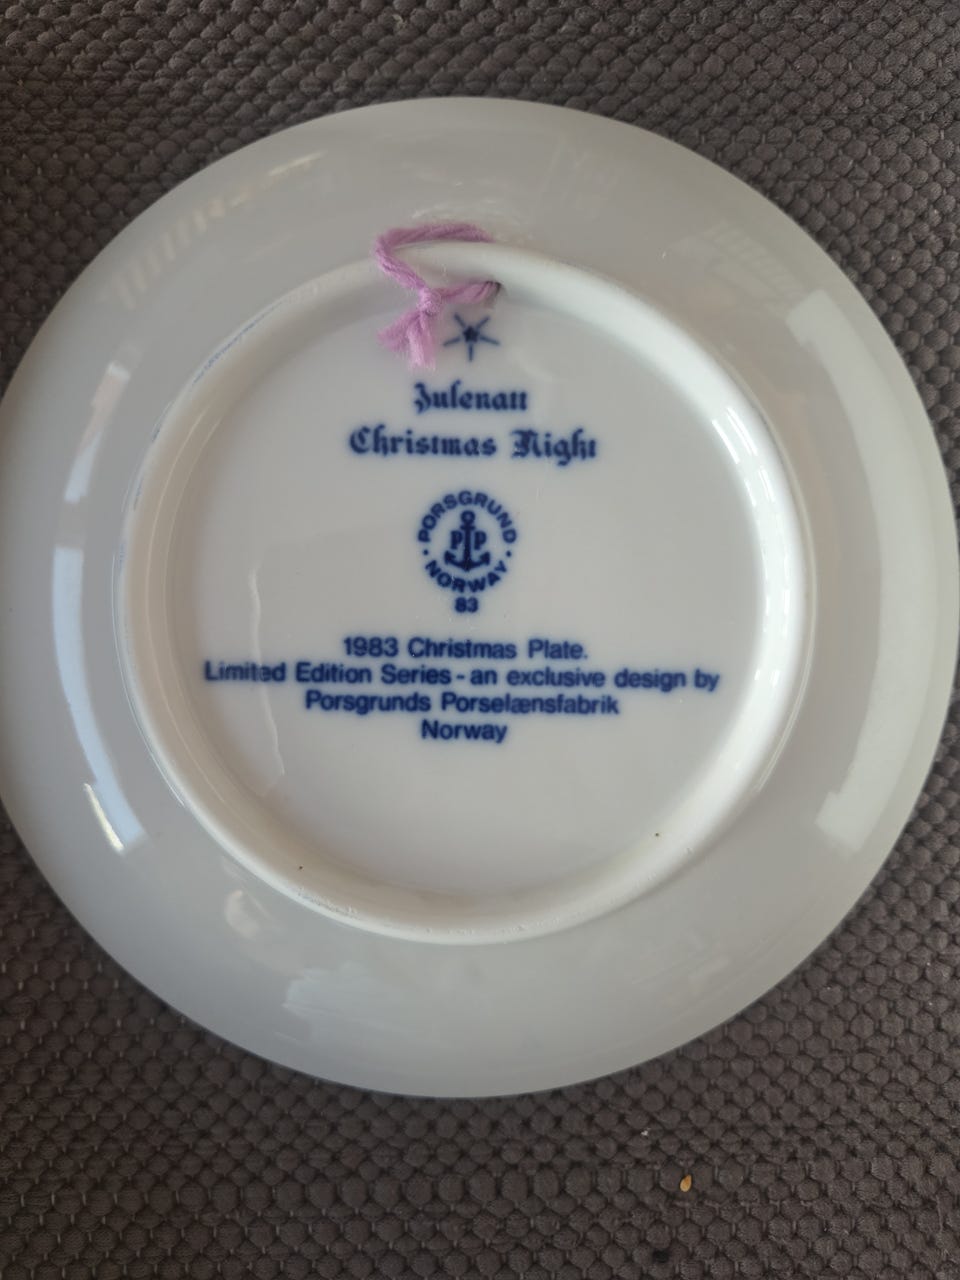 Julenatt
Christmas Night
PORSGRUND
PP
· NORWAY ·
83
1983 Christmas Plate.
Limited Edition Series - an exclusive design by
Porsgrunds Porselænsfabrik
Norway